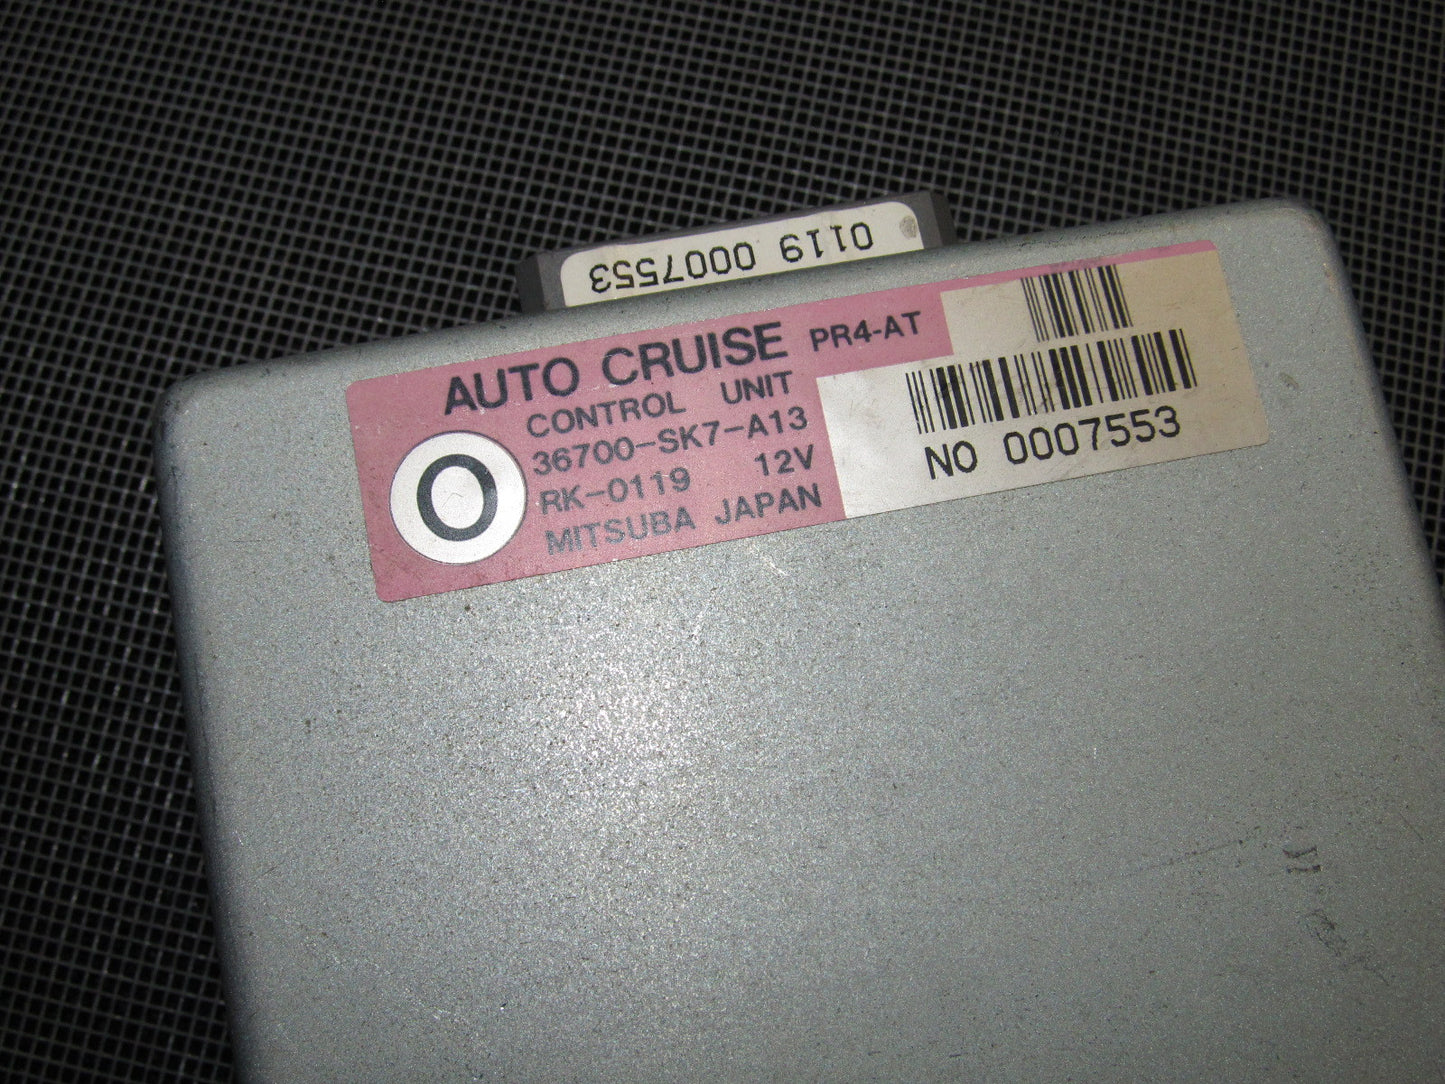 0119 0007553
AUTO CRUISE PR4-AT
CONTROL UNIT
36700-SK7-A13
RK-0119 12V
MITSUBA JAPAN
O
NO 0007553